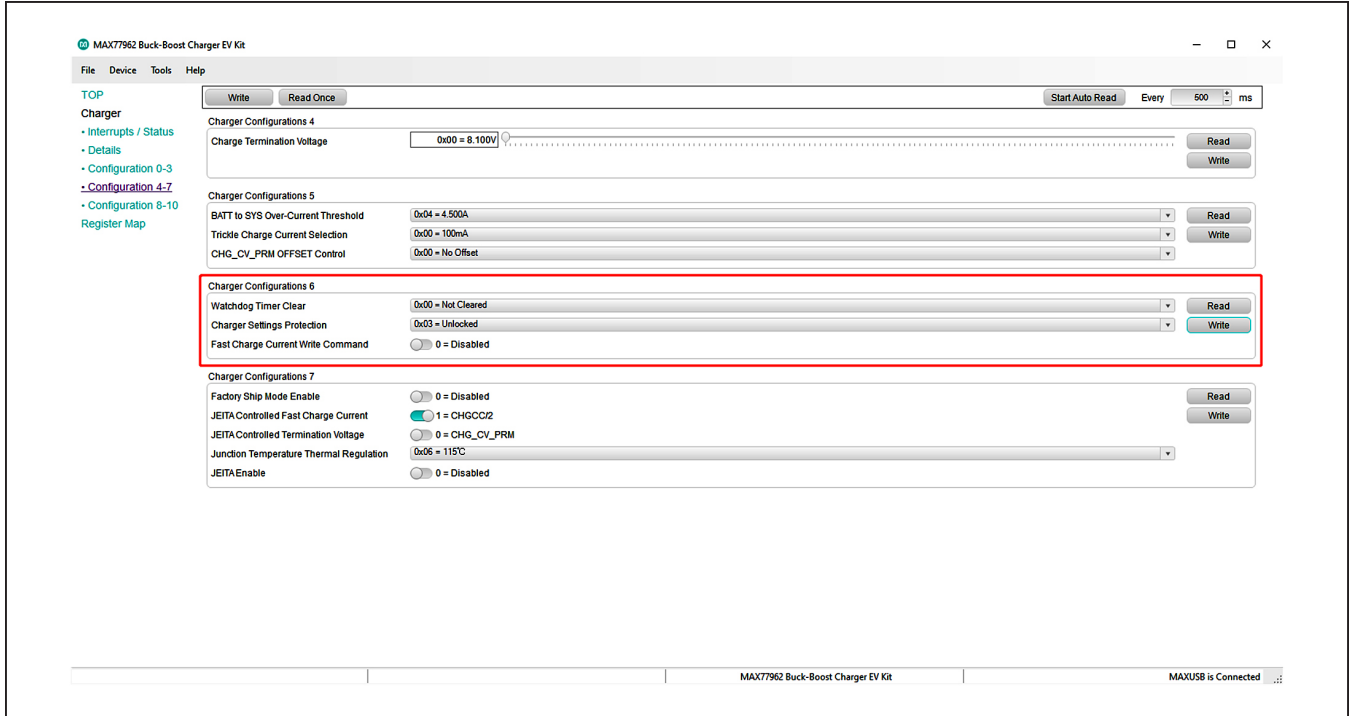 MAX77962 Buck-Boost Charger EV Kit
File Device Tools Help
TOP
Charger
• Interrupts / Status
• Details
• Configuration 0-3
• Configuration 4-7
• Configuration 8-10
Register Map
Write Read Once Start Auto Read Every 500 ms
Charger Configurations 4
Charge Termination Voltage 0x00 = 8.100V Read
Write
Charger Configurations 5
BATT to SYS Over-Current Threshold 0x04 = 4.500A Read
Trickle Charge Current Selection 0x00 = 100mA Write
CHG_CV_PRM OFFSET Control 0x00 = No Offset
Charger Configurations 6
Watchdog Timer Clear 0x00 = Not Cleared Read
Charger Settings Protection 0x03 = Unlocked Write
Fast Charge Current Write Command 0 = Disabled
Charger Configurations 7
Factory Ship Mode Enable 0 = Disabled Read
JEITA Controlled Fast Charge Current 1 = CHGCC/2 Write
JEITA Controlled Termination Voltage 0 = CHG_CV_PRM
Junction Temperature Thermal Regulation 0x06 = 115°C
JEITA Enable 0 = Disabled
MAX77962 Buck-Boost Charger EV Kit MAXUSB is Connected